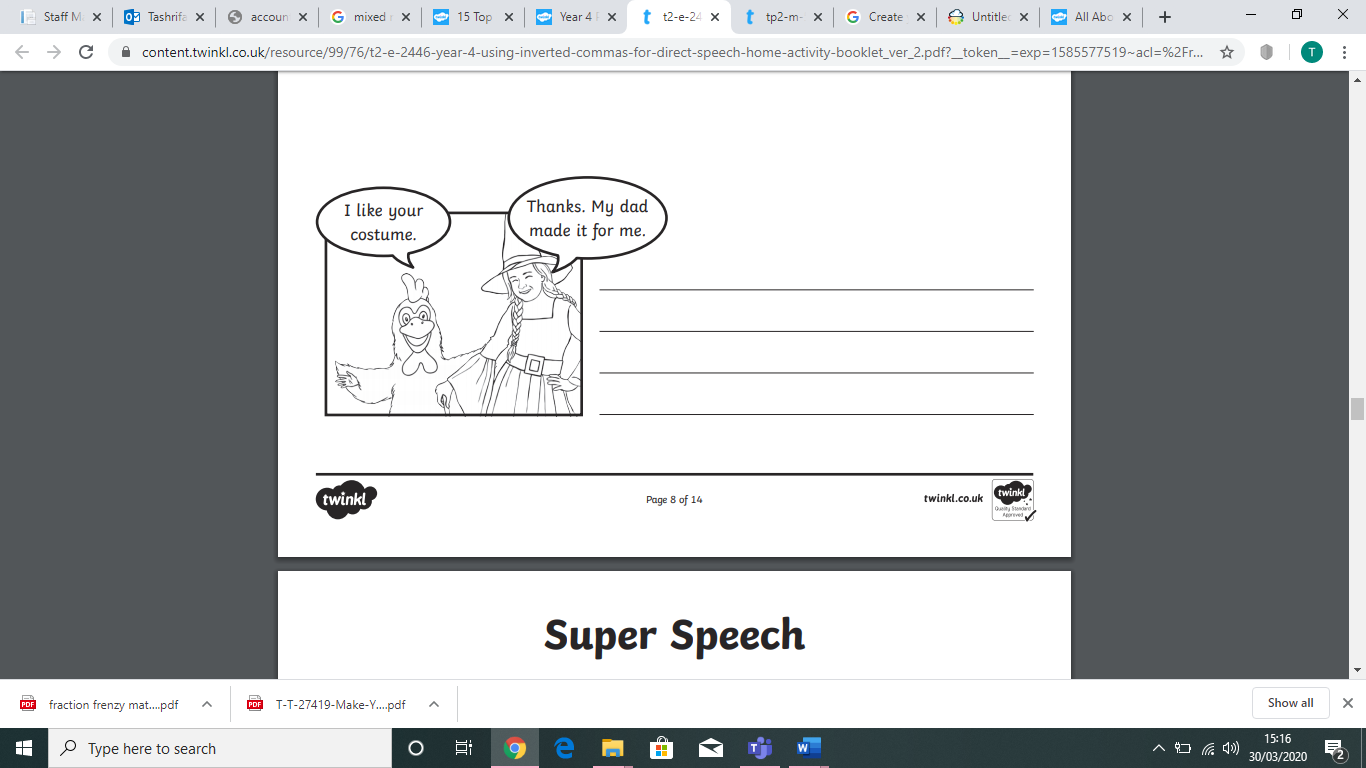 Staff M
Tashrifa
accoun
mixed
15 Top
Year 4
t2-e-24
tp2-m-
Create
Untitle
All Abo
content.twinkl.co.uk/resource/99/76/t2-e-2446-year-4-using-inverted-commas-for-direct-speech-home-activity-booklet_ver_2.pdf?__token__=exp=1585577519~acl=%2Fr...
T
I like your
costume.
Thanks. My dad
made it for me.
twinkl
Page 8 of 14
twinkl.co.uk
twinkl
Quality Standard
Approved
Super Speech
PDF
fraction frenzy mat....pdf
PDF
T-T-27419-Make-Y....pdf
Show all
Type here to search
15:16
30/03/2020
2